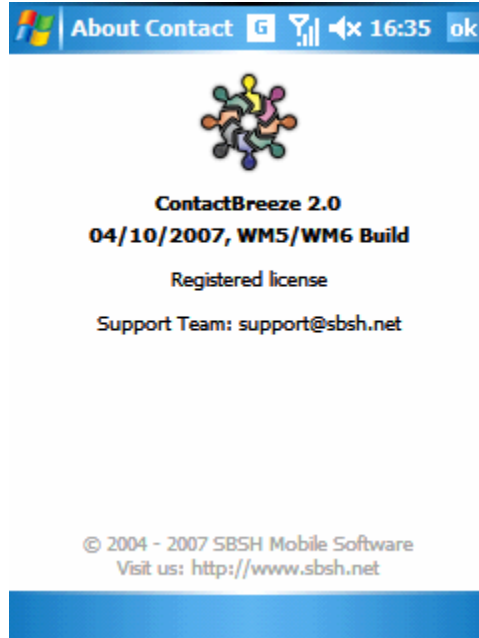 About Contact G 16:35 ok
ContactBreeze 2.0
04/10/2007, WM5/WM6 Build
Registered license
Support Team: support@sbsh.net
© 2004 - 2007 SBSH Mobile Software
Visit us: http://www.sbsh.net